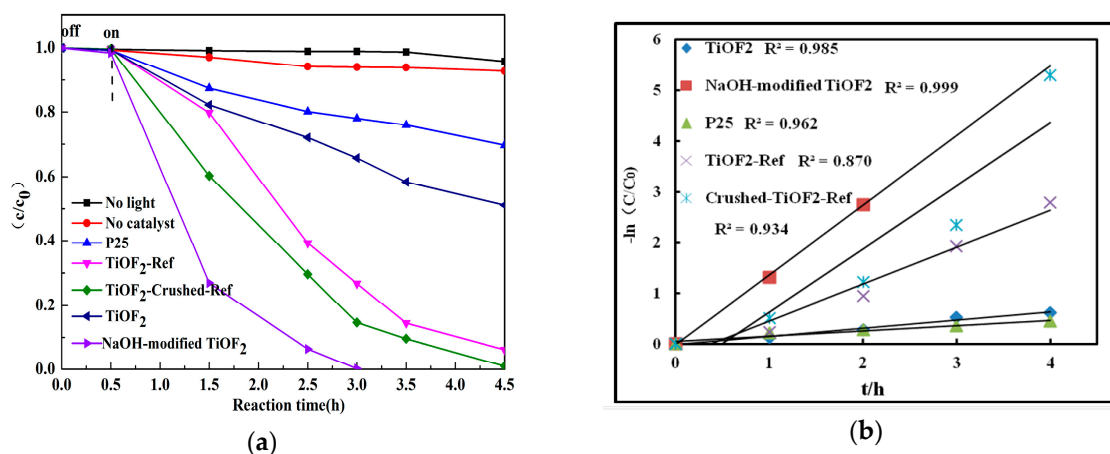 off on
1.0
0.8
0.6
0.4
0.2
0.0
(c/c0)
No light
No catalyst
P25
TiOF2-Ref
TiOF2-Crushed-Ref
TiOF2
NaOH-modified TiOF2
0.0 0.5 1.0 1.5 2.0 2.5 3.0 3.5 4.0 4.5
Reaction time(h)
(a)
6
5
4
3
2
1
0
-ln (C/Co)
TiOF2 R² = 0.985
NaOH-modified TiOF2 R² = 0.999
P25 R² = 0.962
TiOF2-Ref R² = 0.870
Crushed-TiOF2-Ref
R² = 0.934
0 1 2 3 4 5
t/h
(b)